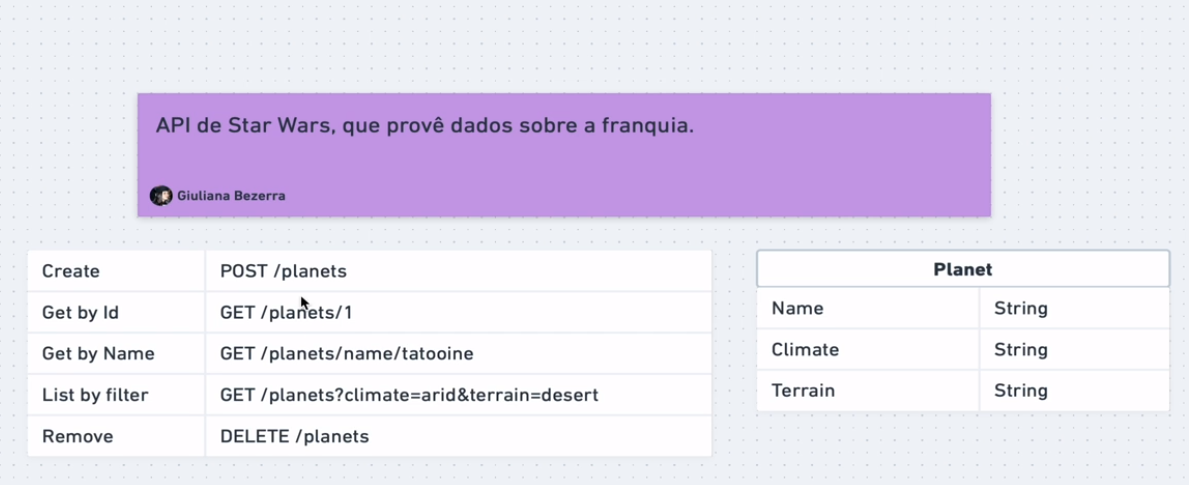 API de Star Wars, que provê dados sobre a franquia.
Giuliana Bezerra
Create POST /planets
Get by Id GET /planets/1
Get by Name GET /planets/name/tatooine
List by filter GET /planets?climate=arid&terrain=desert
Remove DELETE /planets
Planet
Name String
Climate String
Terrain String